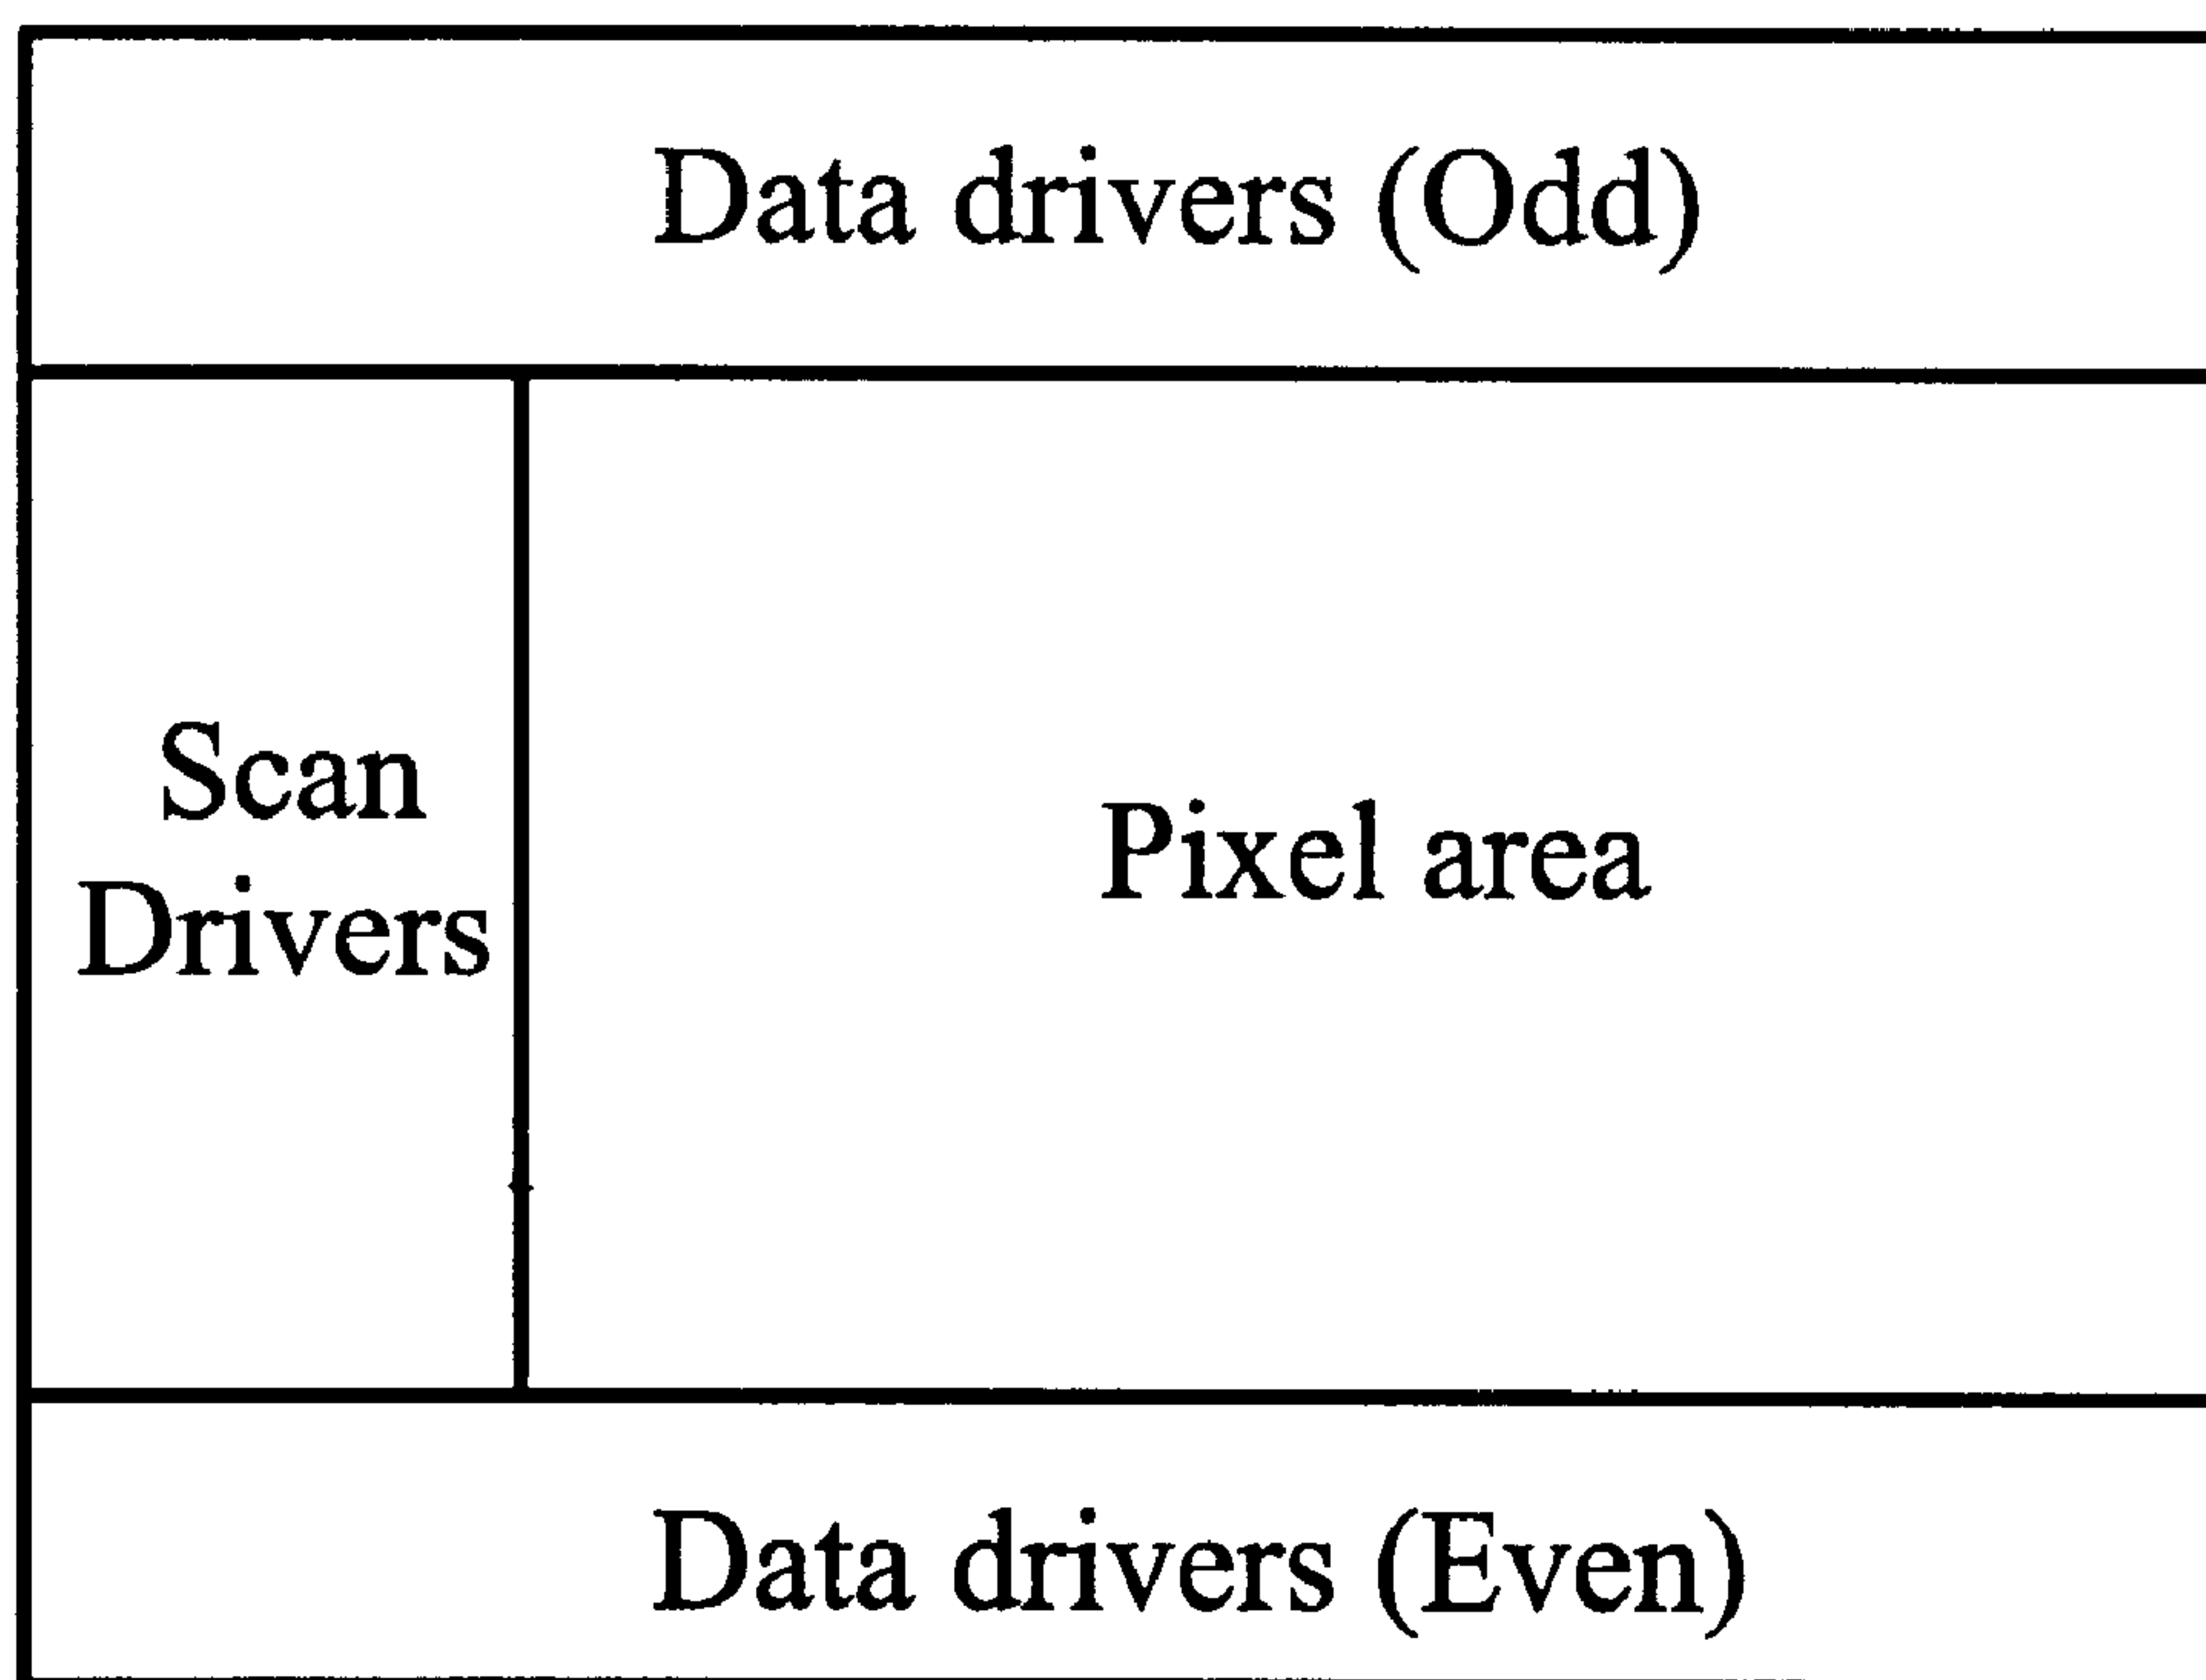 Data drivers (Odd)
Scan
Drivers
Pixel area
Data drivers (Even)